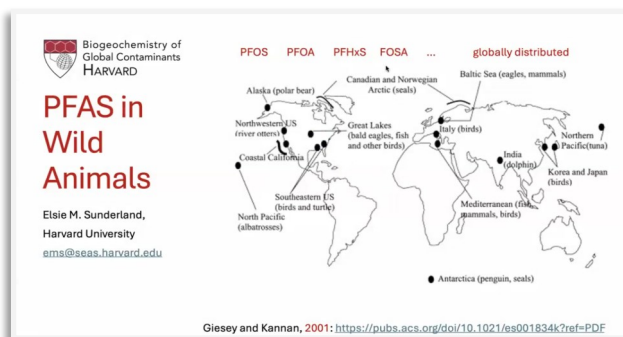 Biogeochemistry of
Global Contaminants
HARVARD
PFAS in
Wild
Animals
Elsie M. Sunderland,
Harvard University
ems@seas.harvard.edu
PFOS PFOA PFHxS FOSA ... globally distributed
Canadian and Norwegian
Arctic (seals)
Baltic Sea (eagles, mammals)
Alaska (polar bear)
Northwestern US
(river otters)
Great Lakes
(bald eagles, fish
and other birds)
Italy (birds)
Northern
Pacific(tuna)
Coastal California
India
(dolphin)
Korea and Japan
(birds)
Southeastern US
(birds and turtle)
Mediterranean (fish,
mammals, birds)
North Pacific
(albatrosses)
Antarctica (penguin, seals)
Giesey and Kannan, 2001: https://pubs.acs.org/doi/10.1021/es001834k?ref=PDF